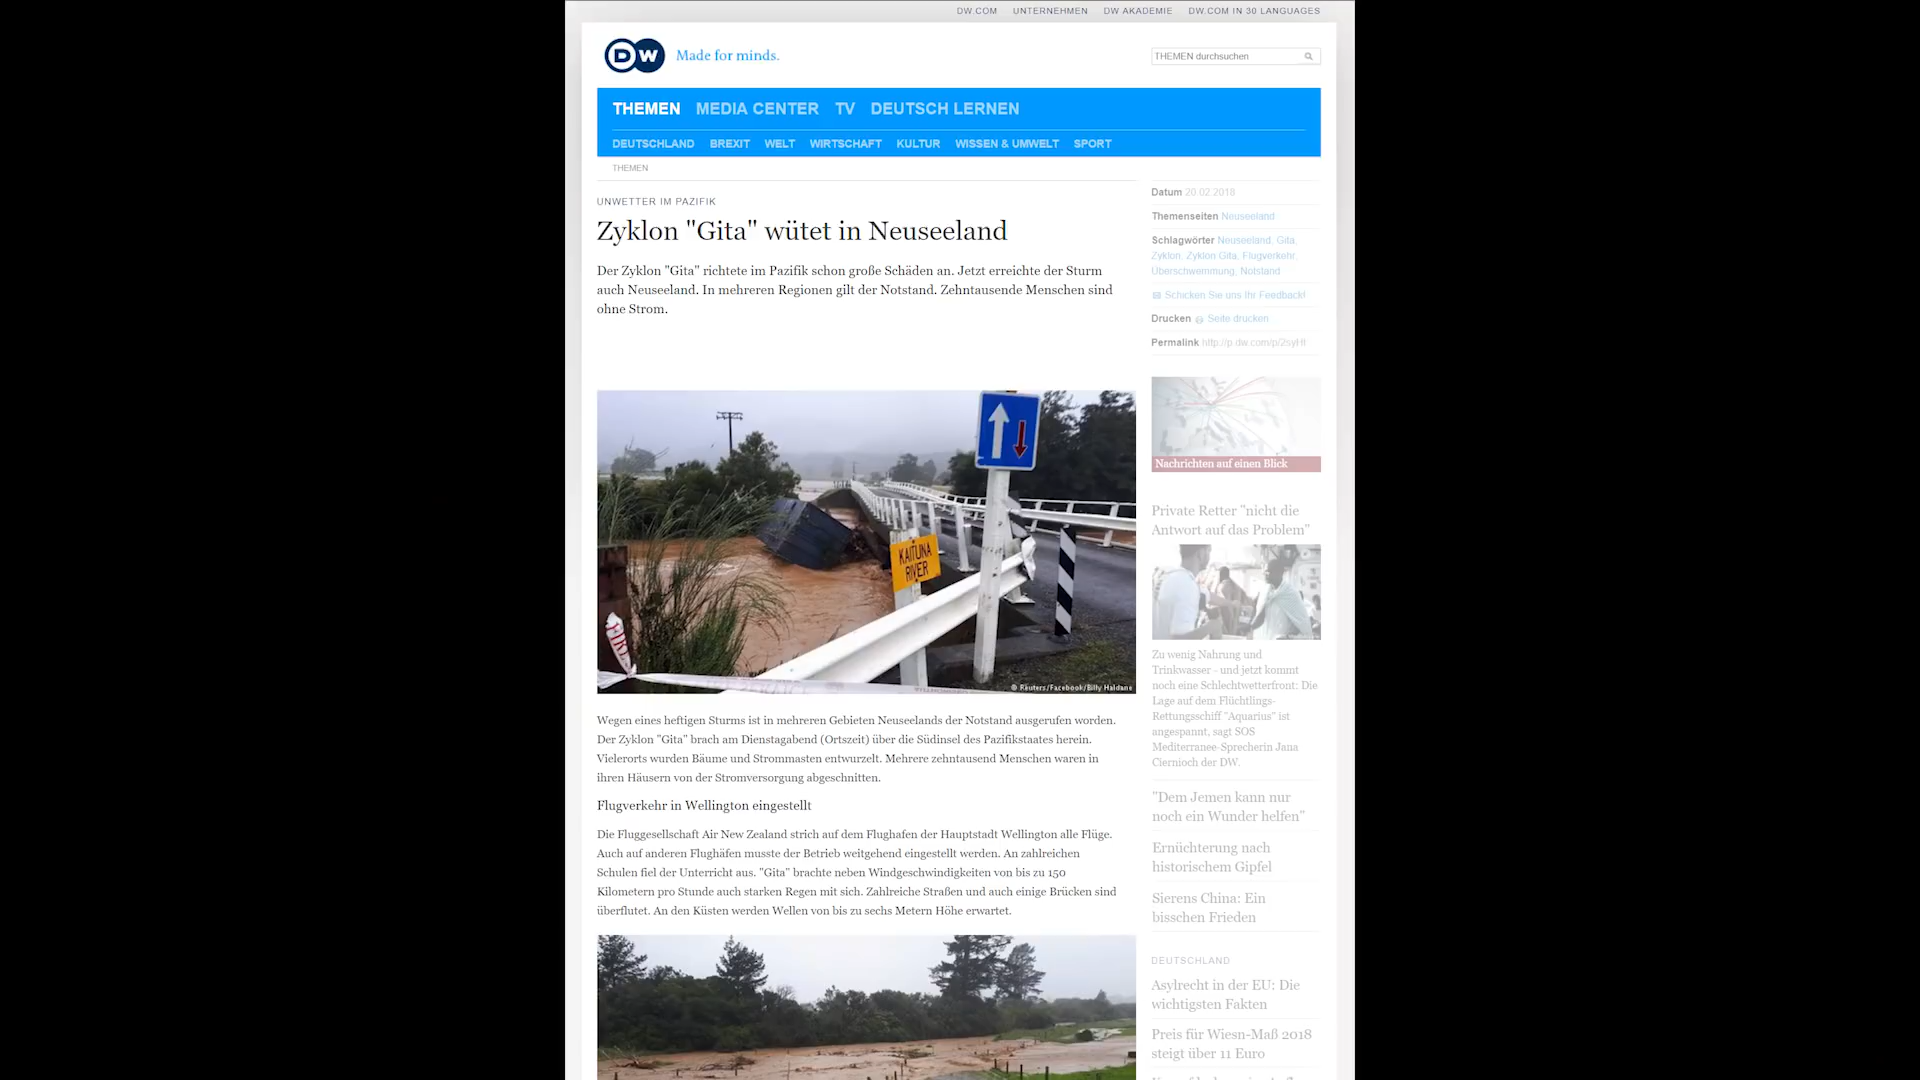 DW.COM UNTERNEHMEN DW AKADEMIE DW.COM IN 30 LANGUAGES
DW Made for minds.
THEMEN durchsuchen
THEMEN MEDIA CENTER TV DEUTSCH LERNEN
DEUTSCHLAND BREXIT WELT WIRTSCHAFT KULTUR WISSEN & UMWELT SPORT
THEMEN
UNWETTER IM PAZIFIK
Zyklon "Gita" wütet in Neuseeland
Der Zyklon "Gita" richtete im Pazifik schon große Schäden an. Jetzt erreichte der Sturm
auch Neuseeland. In mehreren Regionen gilt der Notstand. Zehntausende Menschen sind
ohne Strom.
KAITUNA
RIVER
© Reuters/Facebook/Billy Haldane
Wegen eines heftigen Sturms ist in mehreren Gebieten Neuseelands der Notstand ausgerufen worden.
Der Zyklon "Gita" brach am Dienstagabend (Ortszeit) über die Südinsel des Pazifikstaates herein.
Vielerorts wurden Bäume und Strommasten entwurzelt. Mehrere zehntausend Menschen waren in
ihren Häusern von der Stromversorgung abgeschnitten.
Flugverkehr in Wellington eingestellt
Die Fluggesellschaft Air New Zealand strich auf dem Flughafen der Hauptstadt Wellington alle Flüge.
Auch auf anderen Flughäfen musste der Betrieb weitgehend eingestellt werden. An zahlreichen
Schulen fiel der Unterricht aus. "Gita" brachte neben Windgeschwindigkeiten von bis zu 150
Kilometern pro Stunde auch starken Regen mit sich. Zahlreiche Straßen und auch einige Brücken sind
überflutet. An den Küsten werden Wellen von bis zu sechs Metern Höhe erwartet.
Datum 20.02.2018
Themenseiten Neuseeland
Schlagwörter Neuseeland, Gita,
Zyklon, Zyklon Gita, Flugverkehr,
Überschwemmung, Notstand
Schicken Sie uns Ihr Feedback!
Drucken Seite drucken
Permalink
Nachrichten auf einen Blick
Private Retter "nicht die
Antwort auf das Problem"
Zu wenig Nahrung und
Trinkwasser - und jetzt kommt
noch eine Schlechtwetterfront: Die
Lage auf dem Flüchtlings-
Rettungsschiff "Aquarius" ist
angespannt, sagt SOS
Mediterranee-Sprecherin Jana
Ciernioch der DW.
"Dem Jemen kann nur
noch ein Wunder helfen"
Ernüchterung nach
historischem Gipfel
Sierens China: Ein
bisschen Frieden
DEUTSCHLAND
Asylrecht in der EU: Die
wichtigsten Fakten
Preis für Wiesn-Maß 2018
steigt über 11 Euro